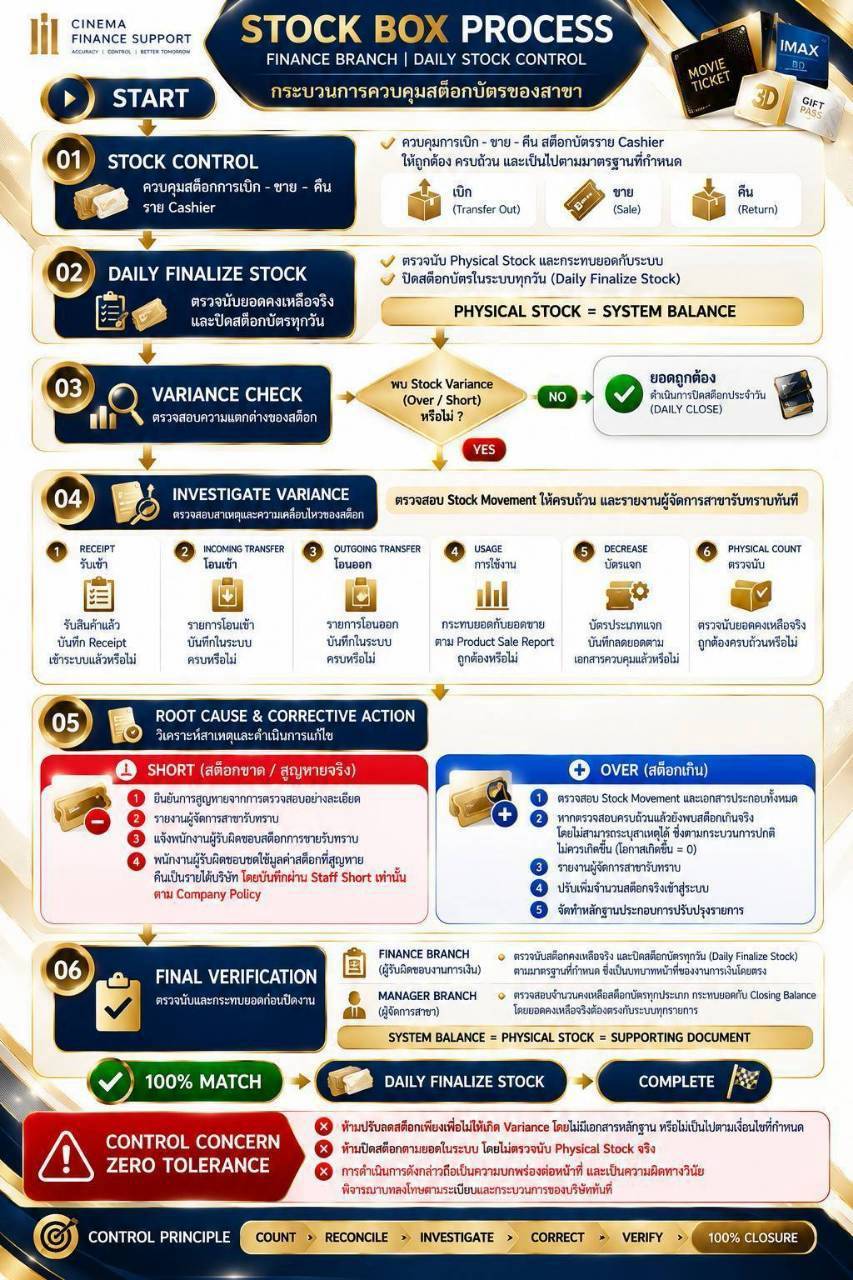 CINEMA
FINANCE SUPPORT
ACCURACY | CONTROL | BETTER TOMORROW
STOCK BOX PROCESS
FINANCE BRANCH | DAILY STOCK CONTROL
กระบวนการควบคุมสต็อกบัตรของสาขา
MOVIE
TICKET
IMAX
3D
GIFT
PASS
START
01
STOCK CONTROL
ควบคุมสต็อกการเบิก - ขาย - คืน
ราย Cashier
ควบคุมการเบิก - ขาย - คืน สต็อกบัตรราย Cashier
ให้ถูกต้อง ครบถ้วน และเป็นไปตามมาตรฐานที่กำหนด
เบิก
(Transfer Out)
ขาย
(Sale)
คืน
(Return)
02
DAILY FINALIZE STOCK
ตรวจนับยอดคงเหลือจริง
และปิดสต็อกบัตรทุกวัน
ตรวจนับ Physical Stock และกระทบยอดกับระบบ
ปิดสต็อกบัตรในระบบทุกวัน (Daily Finalize Stock)
PHYSICAL STOCK = SYSTEM BALANCE
03
VARIANCE CHECK
ตรวจสอบความแตกต่างของสต็อก
พบ Stock Variance
(Over / Short)
หรือไม่ ?
NO
ยอดถูกต้อง
ดำเนินการปิดสต็อกประจำวัน
(DAILY CLOSE)
YES
04
INVESTIGATE VARIANCE
ตรวจสอบสาเหตุและความเคลื่อนไหวของสต็อก
ตรวจสอบ Stock Movement ให้ครบถ้วน และรายงานผู้จัดการสาขารับทราบทันที
1 RECEIPT
รับเข้า
รับสินค้าแล้ว
บันทึก Receipt
เข้าระบบแล้วหรือไม่
2 INCOMING TRANSFER
โอนเข้า
รายการโอนเข้า
บันทึกในระบบ
ครบหรือไม่
3 OUTGOING TRANSFER
โอนออก
รายการโอนออก
บันทึกในระบบ
ครบหรือไม่
4 USAGE
การใช้งาน
กระทบยอดกับยอดขาย
ตาม Product Sale Report
ถูกต้องหรือไม่
5 DECREASE
บัตรแจก
บัตรประเภทแจก
บันทึกลดยอดตาม
เอกสารควบคุมแล้วหรือไม่
6 PHYSICAL COUNT
ตรวจนับ
ตรวจนับยอดคงเหลือจริง
ถูกต้องครบถ้วนหรือไม่
05
ROOT CAUSE & CORRECTIVE ACTION
วิเคราะห์สาเหตุและดำเนินการแก้ไข
SHORT (สต็อกขาด / สูญหายจริง)
1 ยืนยันการสูญหายจากการตรวจสอบอย่างละเอียด
2 รายงานผู้จัดการสาขารับทราบ
3 แจ้งพนักงานผู้รับผิดชอบสต็อกการขายรับทราบ
4 พนักงานผู้รับผิดชอบชดใช้มูลค่าสต็อกที่สูญหาย
คืนเป็นรายได้บริษัท โดยบันทึกผ่าน Staff Short เท่านั้น
ตาม Company Policy
OVER (สต็อกเกิน)
1 ตรวจสอบ Stock Movement และเอกสารประกอบทั้งหมด
2 หากตรวจสอบครบถ้วนแล้วยังพบสต็อกเกินจริง
โดยไม่สามารถระบุสาเหตุได้ ซึ่งตามกระบวนการปกติ
ไม่ควรเกิดขึ้น (โอกาสเกิดขึ้น = 0)
3 รายงานผู้จัดการสาขารับทราบ
4 ปรับเพิ่มจำนวนสต็อกจริงเข้าสู่ระบบ
5 จัดทำหลักฐานประกอบการปรับปรุงรายการ
06
FINAL VERIFICATION
ตรวจนับและกระทบยอดก่อนปิดงาน
FINANCE BRANCH
(ผู้รับผิดชอบงานการเงิน)
ตรวจนับสต็อกคงเหลือจริง และปิดสต็อกบัตรทุกวัน (Daily Finalize Stock)
ตามมาตรฐานที่กำหนด ซึ่งเป็นบทบาทหน้าที่ของงานการเงินโดยตรง
MANAGER BRANCH
(ผู้จัดการสาขา)
ตรวจสอบจำนวนคงเหลือสต็อกบัตรทุกประเภท กระทบยอดกับ Closing Balance
โดยยอดคงเหลือจริงต้องตรงกับระบบทุกรายการ
SYSTEM BALANCE = PHYSICAL STOCK = SUPPORTING DOCUMENT
100% MATCH
DAILY FINALIZE STOCK
COMPLETE
CONTROL CONCERN
ZERO TOLERANCE
ห้ามปรับลดสต็อกเพียงเพื่อไม่ให้เกิด Variance โดยไม่มีเอกสารหลักฐาน หรือไม่เป็นไปตามเงื่อนไขที่กำหนด
ห้ามปิดสต็อกตามยอดในระบบ โดยไม่ตรวจนับ Physical Stock จริง
การดำเนินการดังกล่าวถือเป็นความบกพร่องต่อหน้าที่ และเป็นความผิดทางวินัย
พิจารณาบทลงโทษตามระเบียบและกระบวนการของบริษัททันที
CONTROL PRINCIPLE
COUNT > RECONCILE > INVESTIGATE > CORRECT > VERIFY > 100% CLOSURE